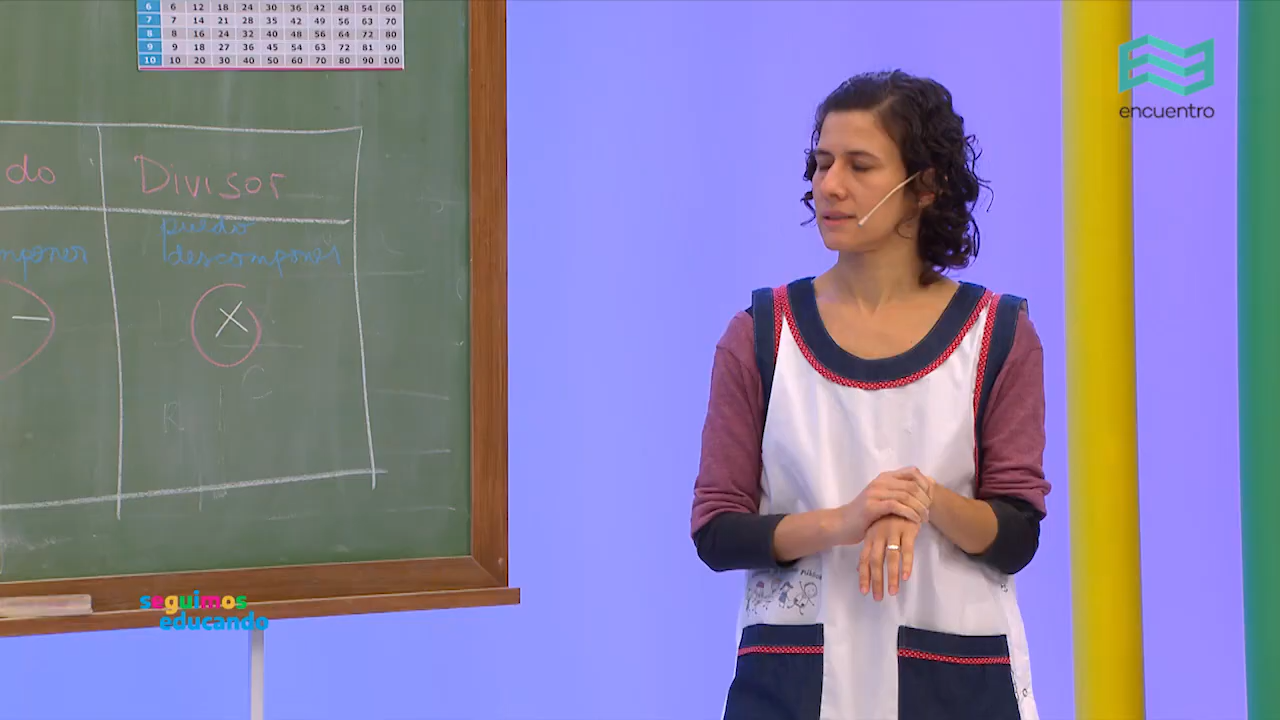 6 6 12 18 24 30 36 42 48 54 60
7 7 14 21 28 35 42 49 56 63 70
8 8 16 24 32 40 48 56 64 72 80
9 9 18 27 36 45 54 63 72 81 90
10 10 20 30 40 50 60 70 80 90 100
encuentro
do Divisor
puedo
mponer descomponer
— X
C
R
seguimos
educando